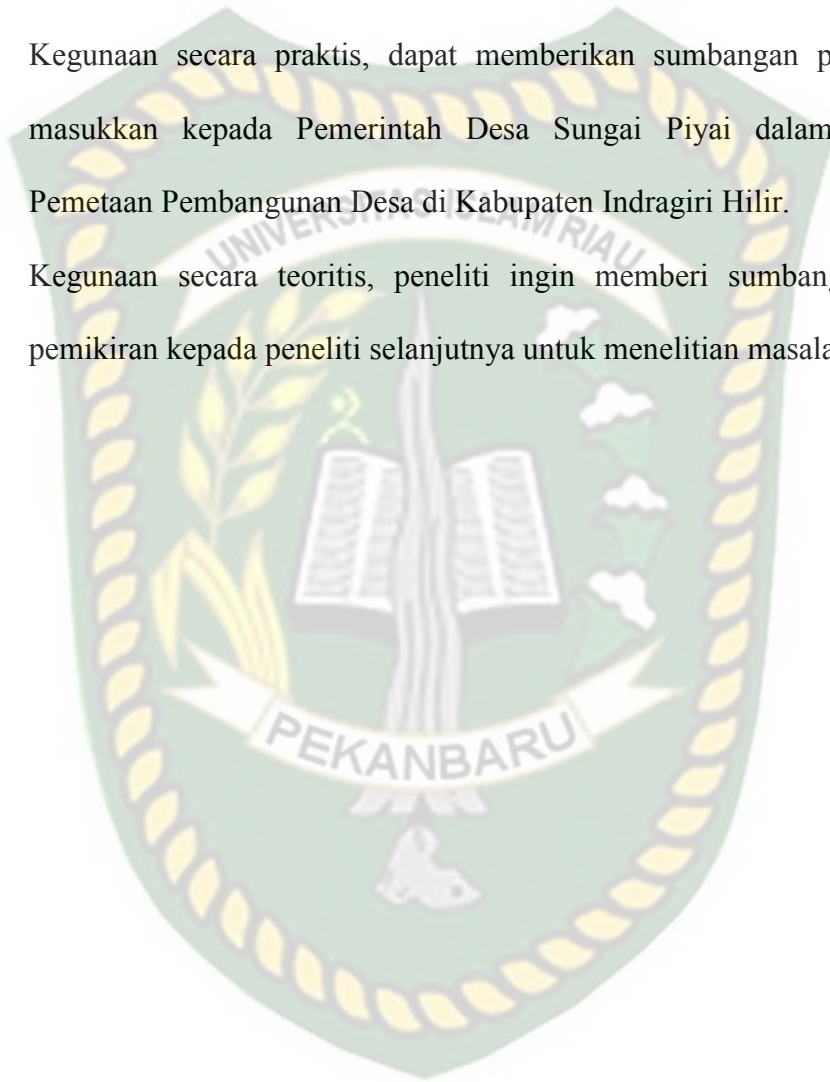 Kegunaan secara praktis, dapat memberikan sumbangan
masukkan kepada Pemerintah Desa Sungai Piyai dalam
Pemetaan Pembangunan Desa di Kabupaten Indragiri Hilir.
Kegunaan secara teoritis, peneliti ingin memberi
pemikiran kepada peneliti selanjutnya untuk menelitian
UNIVERSITAS ISLAM RIAU
PEKANBARU